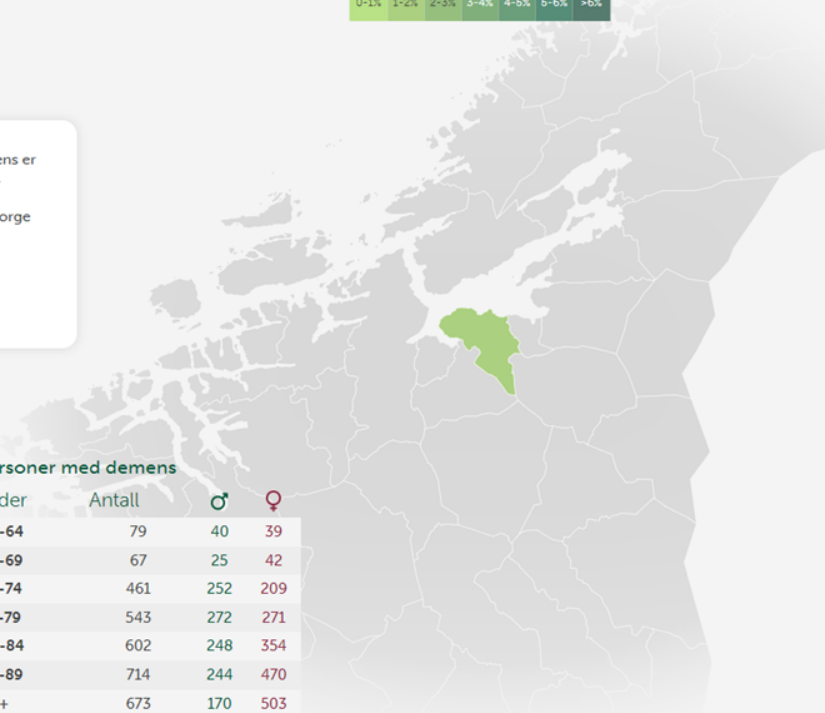 0-1% 1-2% 2-3% 3-4% 4-5% 5-6% >6%
ens er
orge
rsoner med demens
der Antall ♂ ♀
-64 79 40 39
-69 67 25 42
-74 461 252 209
-79 543 272 271
-84 602 248 354
-89 714 244 470
+ 673 170 503